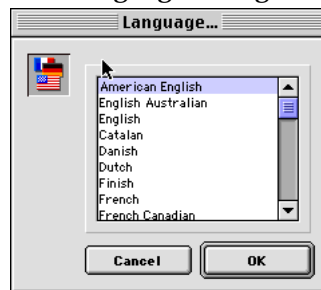 Language...
American English
English Australian
English
Catalan
Danish
Dutch
Finish
French
French Canadian
Cancel
OK